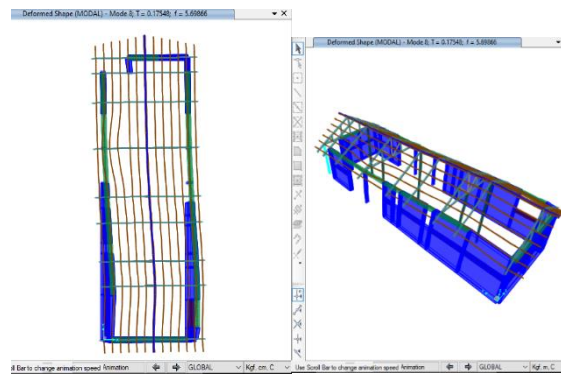 Deformed Shape (MODAL) - Mode 8; T = 0.17548; f = 5.69866
Deformed Shape (MODAL) - Mode 8; T = 0.17548; f = 5.69866
oll Bar to change animation speed Animation
GLOBAL
Kgf, cm, C
Use Scroll Bar to change animation speed Animation
GLOBAL
Kgf, m, C